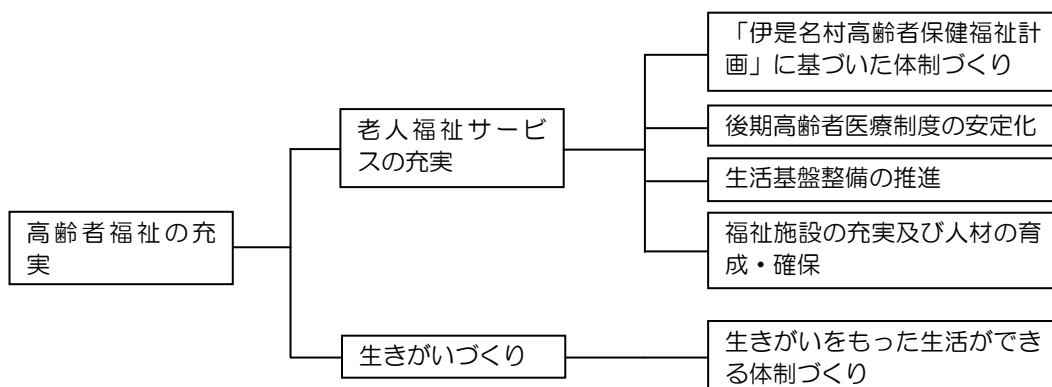 高齢者福祉の充
実
老人福祉サービ
スの充実
生きがいづくり
「伊是名村高齢者保健福祉計
画」に基づいた体制づくり
後期高齢者医療制度の安定化
生活基盤整備の推進
福祉施設の充実及び人材の育
成・確保
生きがいをもった生活ができ
る体制づくり